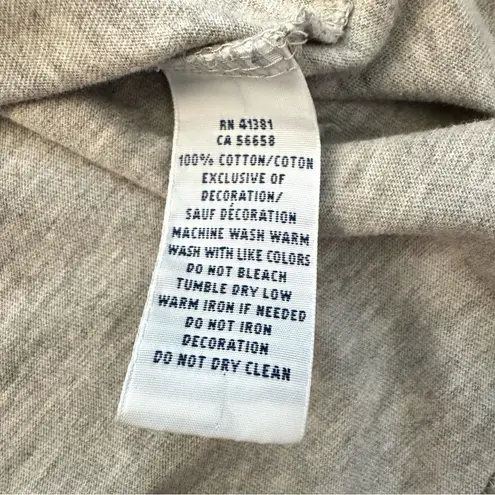 RN 41381
CA 56658
100% COTTON/COTON
EXCLUSIVE OF
DECORATION/
SAUF DÉCORATION
MACHINE WASH WARM
WASH WITH LIKE COLORS
DO NOT BLEACH
TUMBLE DRY LOW
WARM IRON IF NEEDED
DO NOT IRON
DECORATION
DO NOT DRY CLEAN